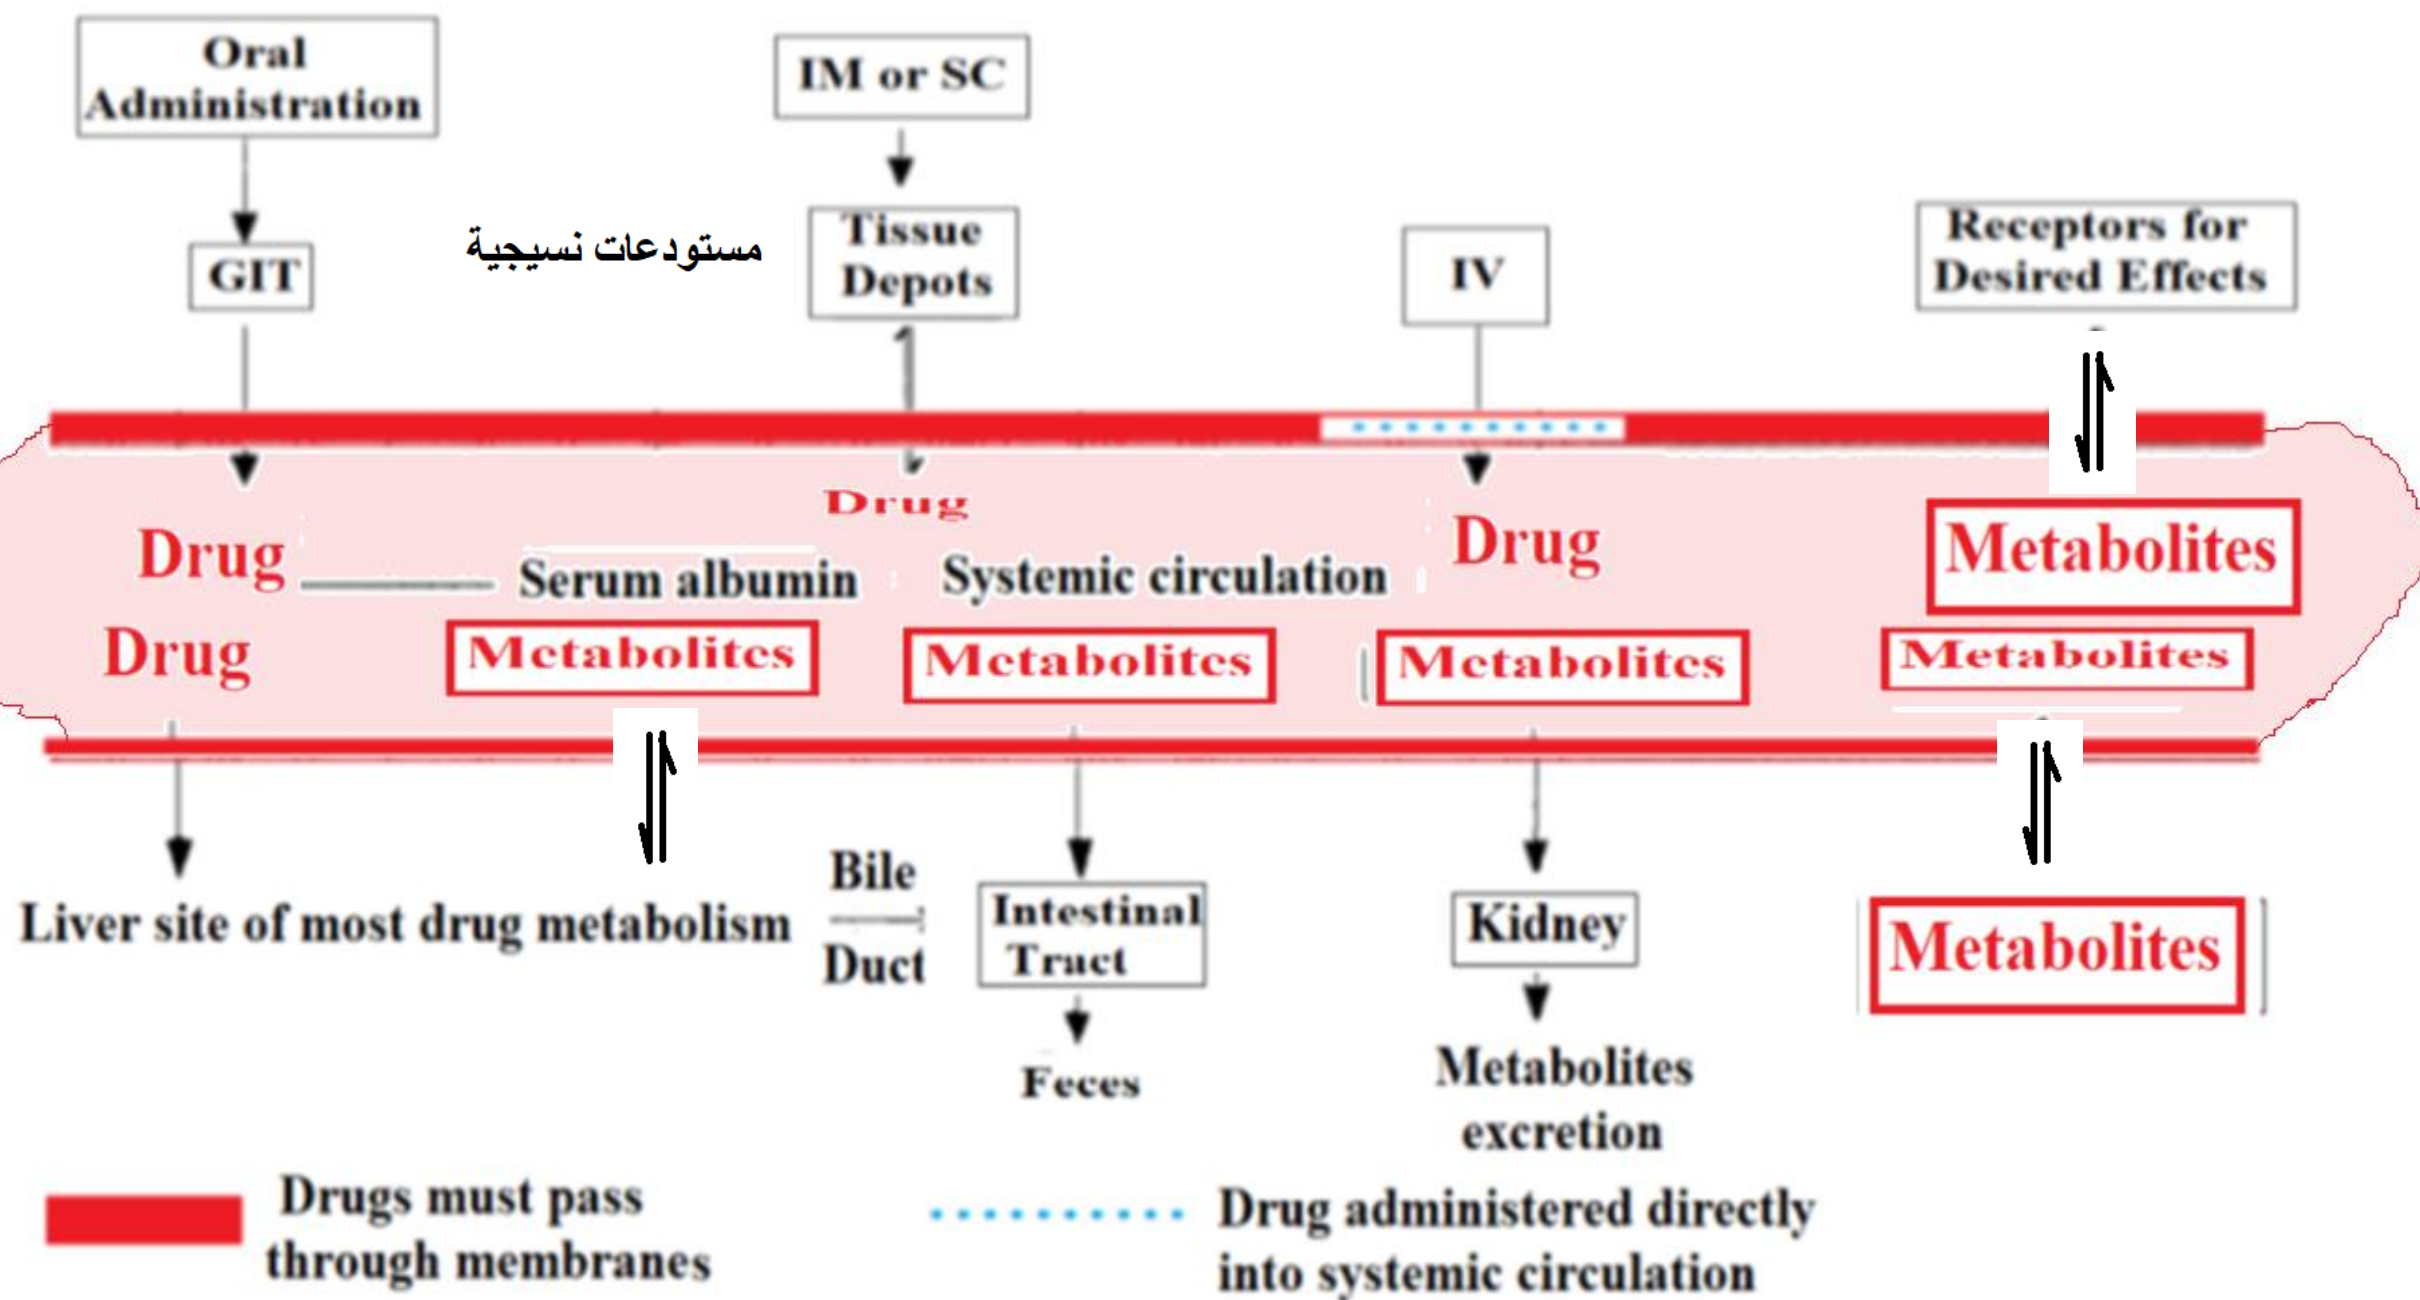 Oral
Administration
IM or SC
GIT
مستودعات نسيجية
Tissue
Depots
IV
Receptors for
Desired Effects
Drug
Drug
Serum albumin
Systemic circulation
Drug
Metabolites
Drug
Metabolites
Metabolites
Metabolites
Metabolites
Liver site of most drug metabolism
Bile
Duct
Intestinal
Tract
Kidney
Metabolites
Feces
Metabolites
excretion
Drugs must pass
through membranes
Drug administered directly
into systemic circulation